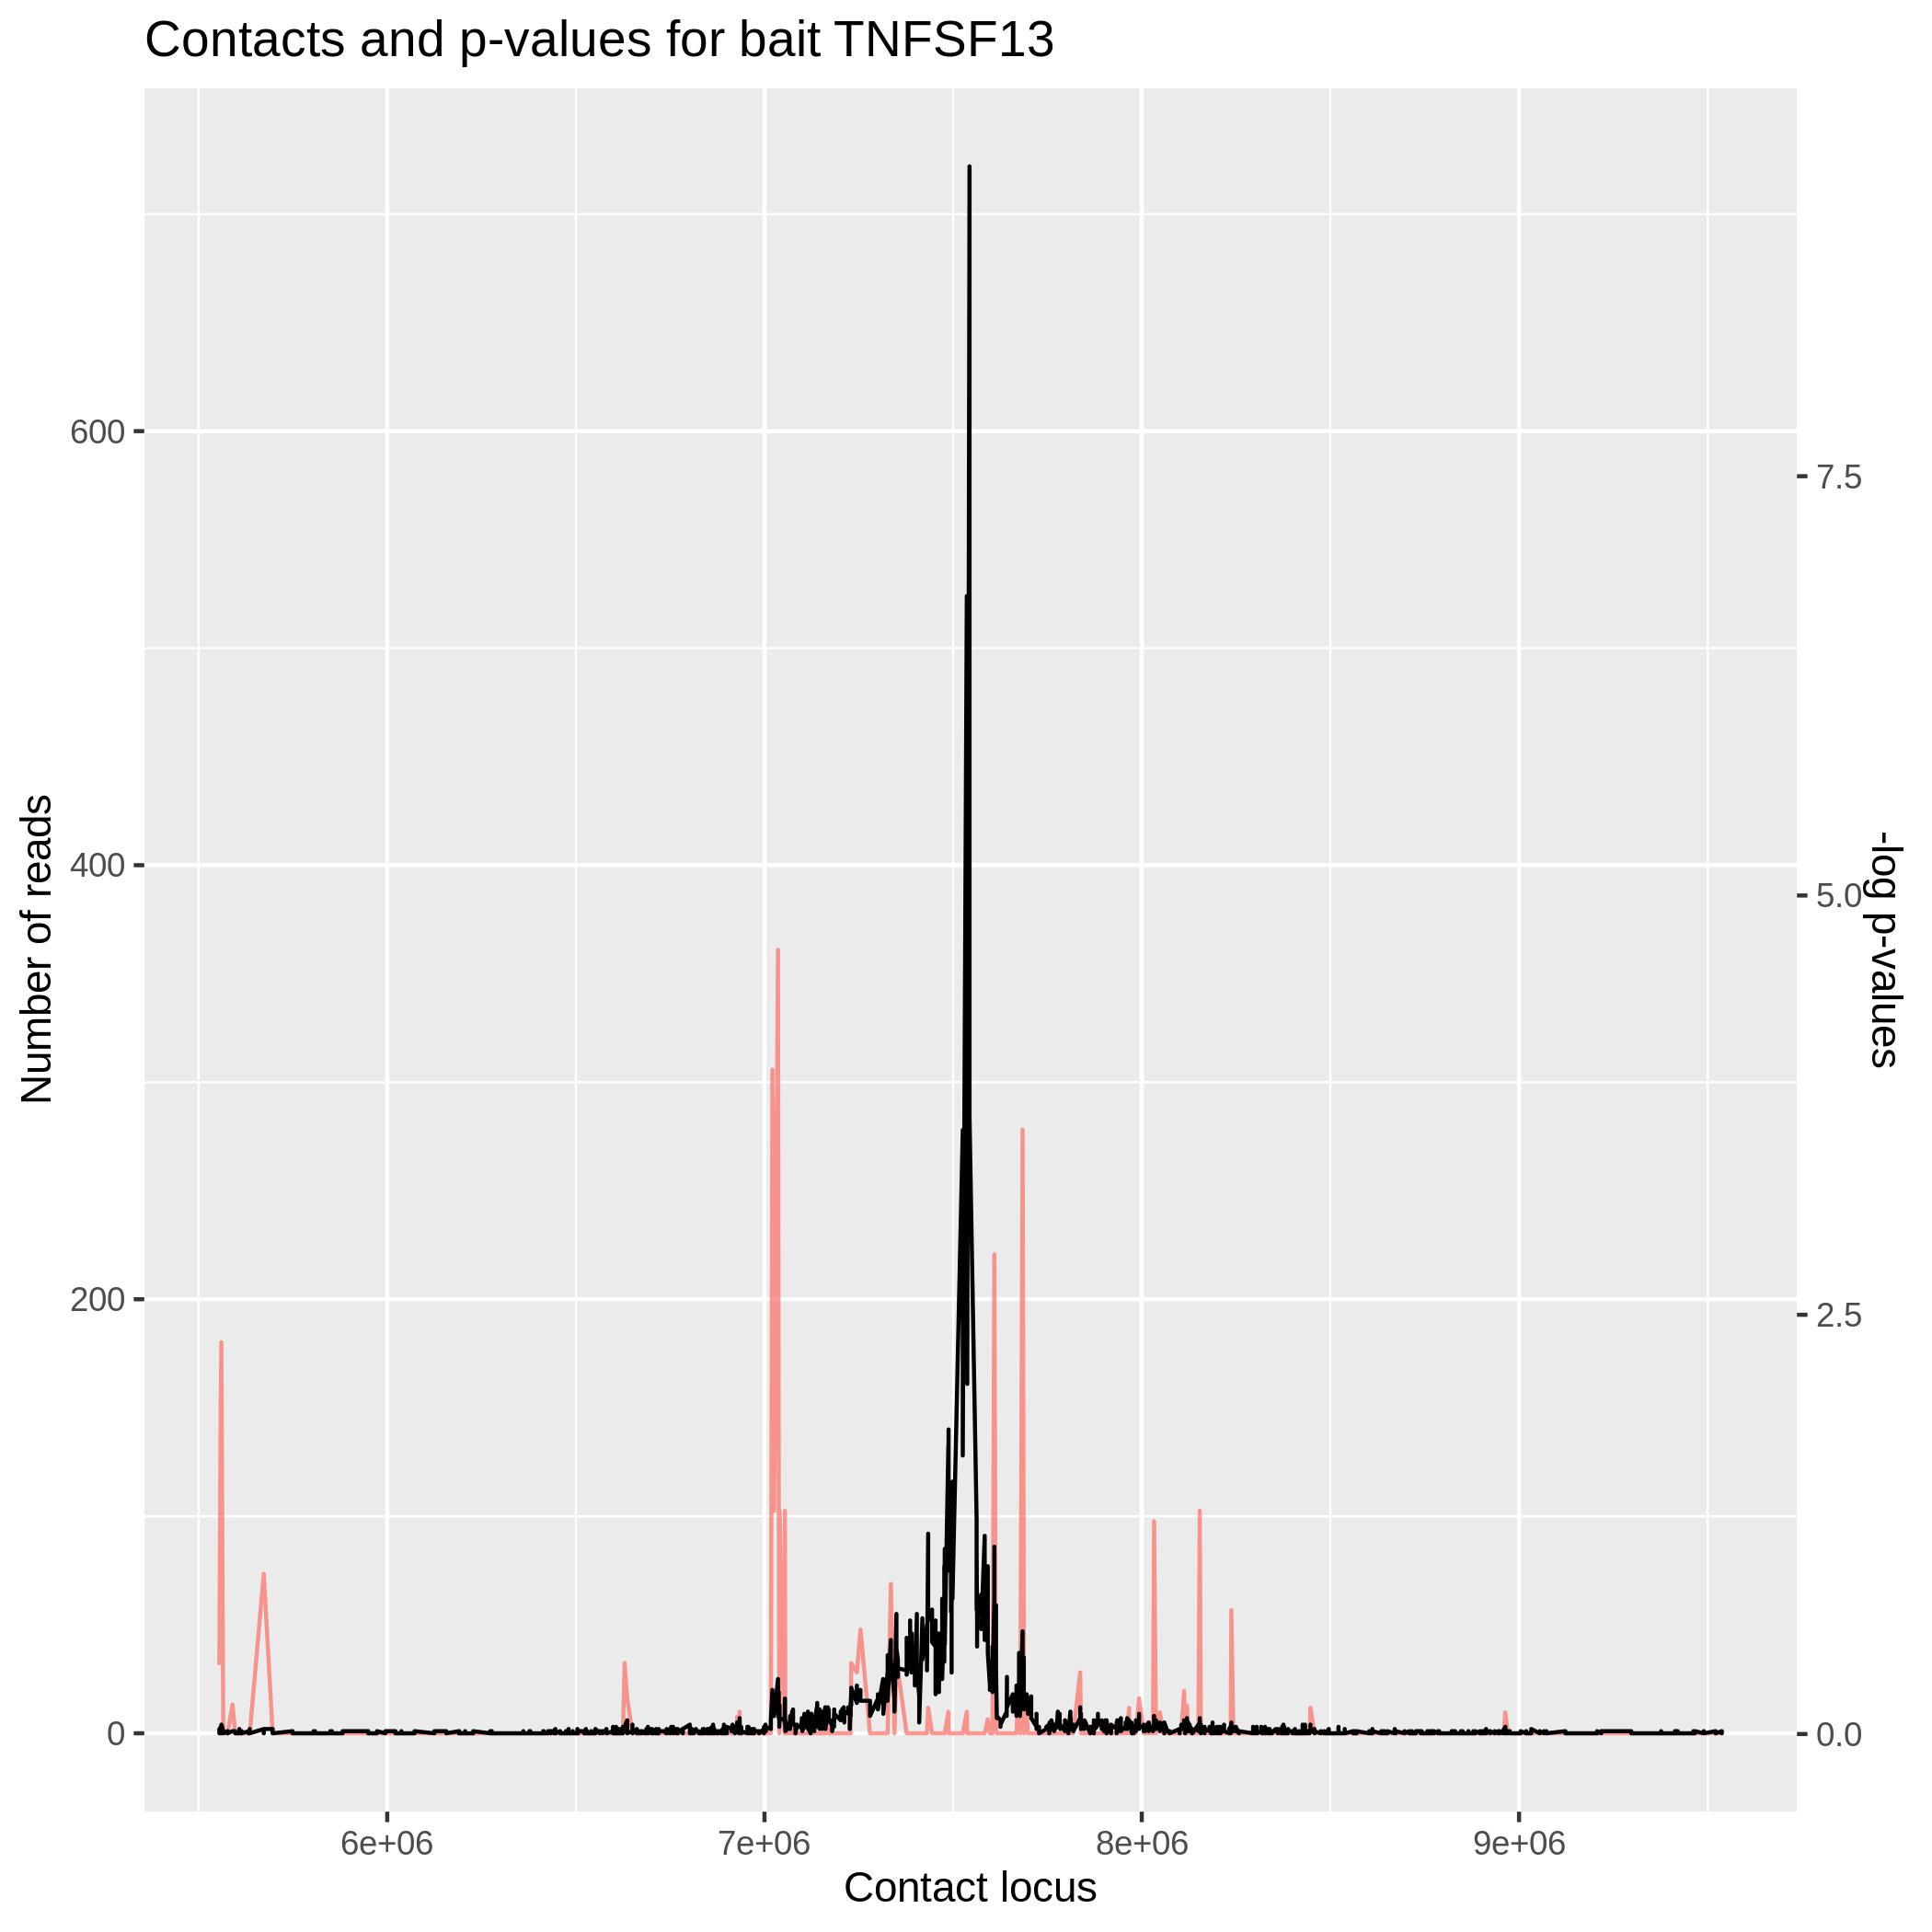 Contacts and p-values for bait TNFSF13
Number of reads
600
400
200
0
7.5
5.0
2.5
0.0
-log p-values
6e+06 7e+06 8e+06 9e+06
Contact locus